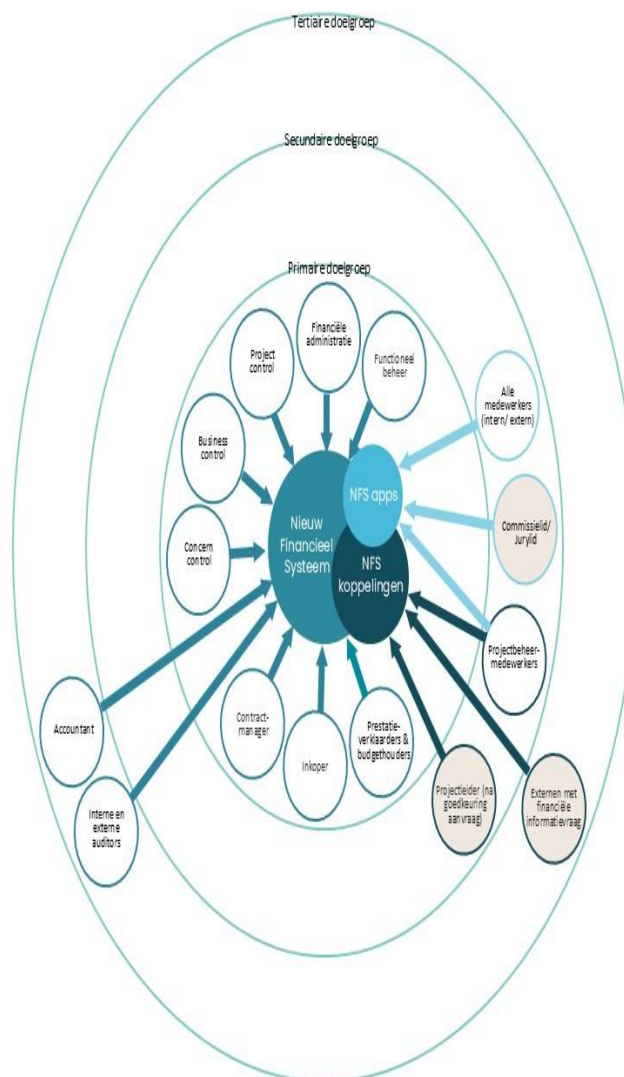 Tertiaire doelgroep
Secundaire doelgroep
Primaire doelgroep
Financiële
administratie
Project
control
Functioneel
beheer
Alle
medewerkers
(intern/ extern)
Business
control
NFS apps
Commissielid/
Jurylid
Nieuw
Financieel
Systeem
NFS
koppelingen
Concern
control
Projectbeheer-
medewerkers
Accountant
Contract-
manager
Prestatie-
verklaarders &
budgethouders
Inkoper
Projectleider (na
goedkeuring
aanvraag)
Externen met
financiële
informatievraag
Interne en
externe
auditors